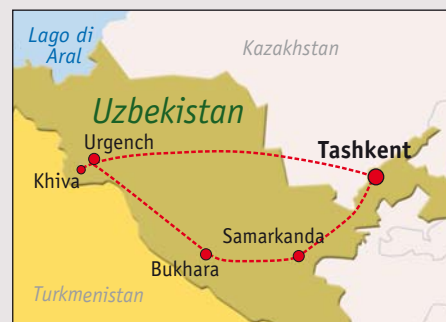 Lago di
Aral
Kazakhstan
Uzbekistan
Urgench
Tashkent
Khiva
Samarkanda
Bukhara
Turkmenistan